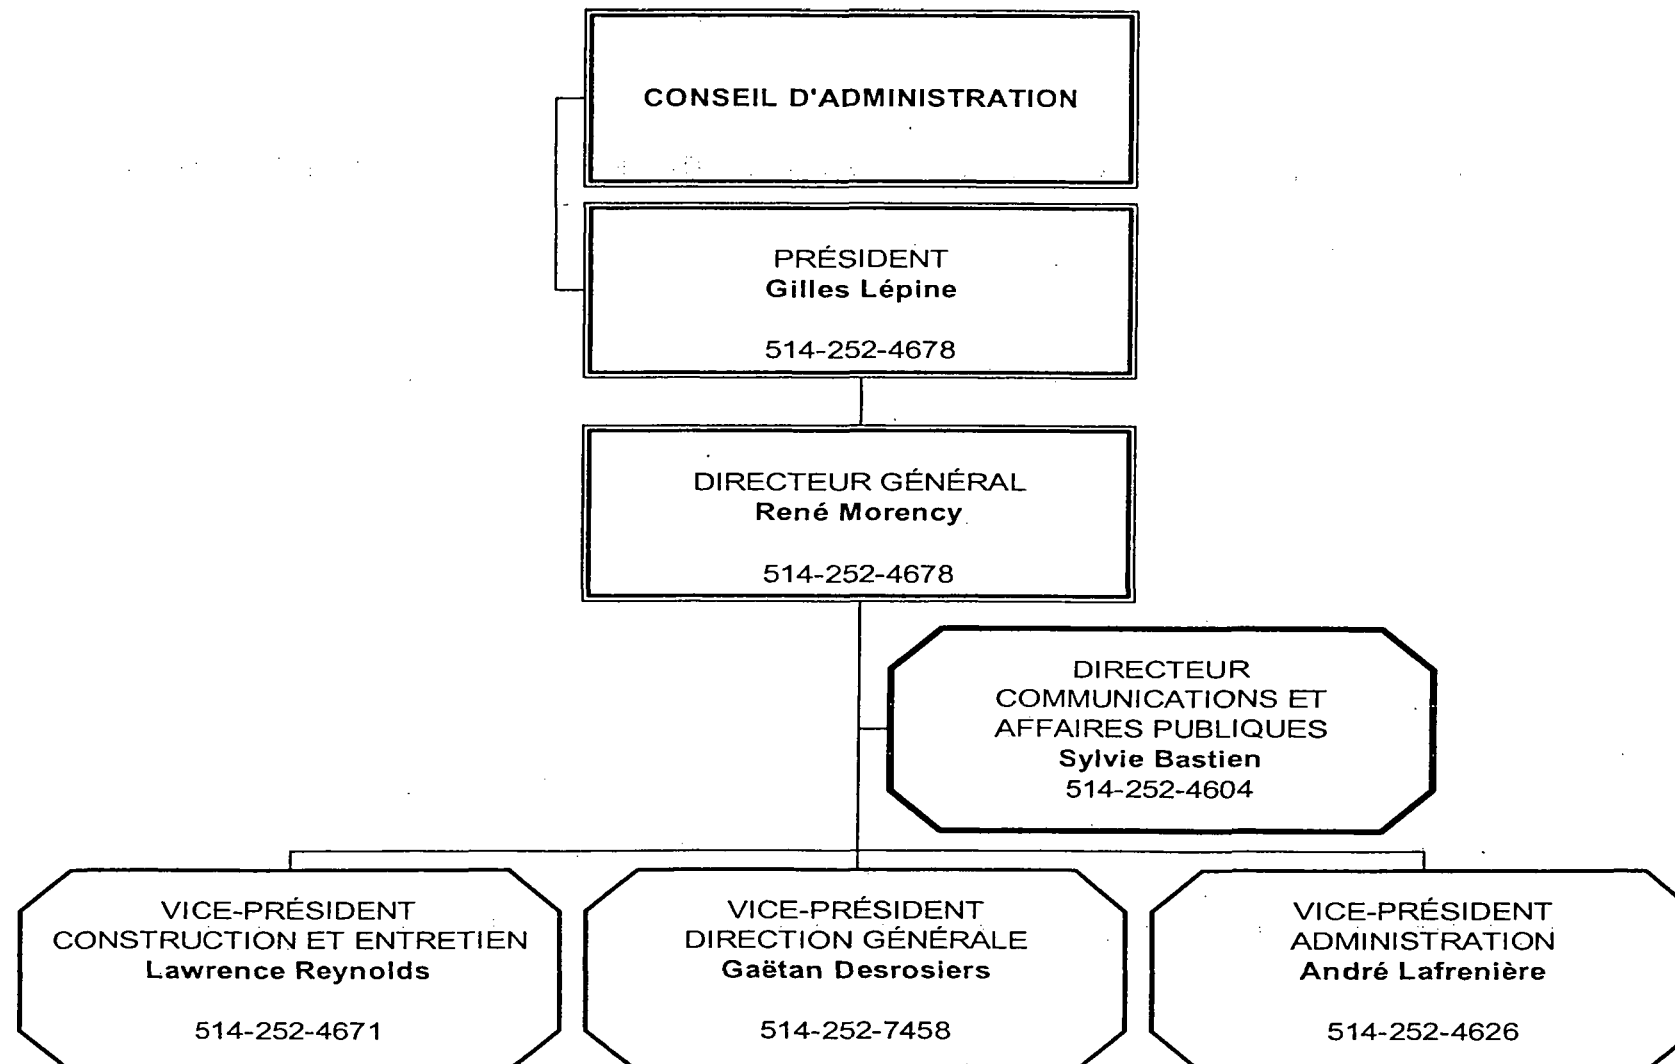 CONSEIL D'ADMINISTRATION
PRÉSIDENT
Gilles Lépine
514-252-4678
DIRECTEUR GÉNÉRAL
René Morency
514-252-4678
DIRECTEUR
COMMUNICATIONS ET
AFFAIRES PUBLIQUES
Sylvie Bastien
514-252-4604
VICE-PRÉSIDENT
CONSTRUCTION ET ENTRETIEN
Lawrence Reynolds
514-252-4671
VICE-PRÉSIDENT
DIRECTION GÉNÉRALE
Gaëtan Desrosiers
514-252-7458
VICE-PRÉSIDENT
ADMINISTRATION
André Lafrenière
514-252-4626